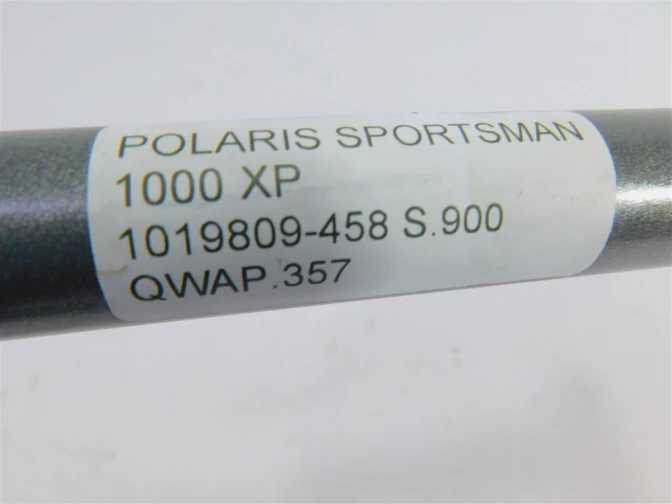 POLARIS SPORTSMAN
1000 XP
1019809-458 S.900
QWAP.357